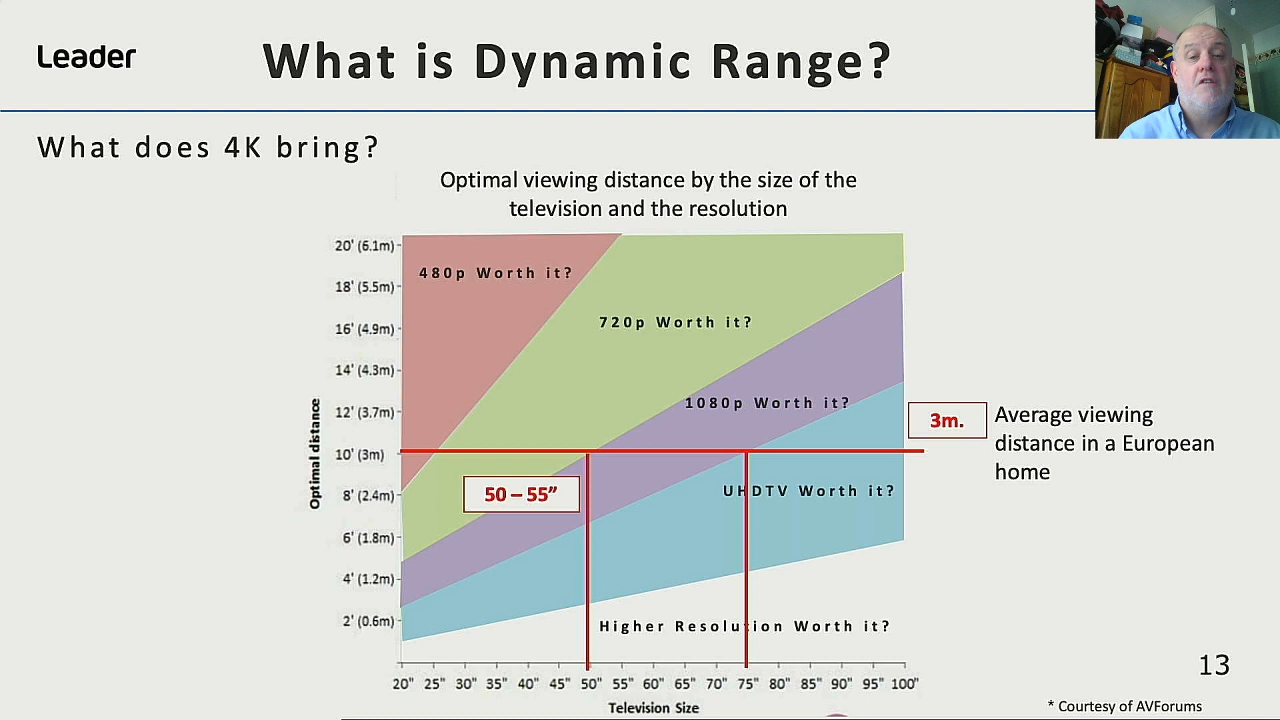 Leader
What is Dynamic Range?
What does 4K bring?
Optimal viewing distance by the size of the
television and the resolution
20' (6.1m)
18' (5.5m)
16' (4.9m)
14' (4.3m)
12' (3.7m)
10' (3m)
8' (2.4m)
6' (1.8m)
4' (1.2m)
2' (0.6m)
Optimal distance
480p Worth it?
720p Worth it?
1080p Worth it?
UHDTV Worth it?
Higher Resolution Worth it?
50 – 55”
3m.
Average viewing
distance in a European
home
20" 25" 30" 35" 40" 45" 50" 55" 60" 65" 70" 75" 80" 85" 90" 95" 100"
Television Size
13
* Courtesy of AVForums